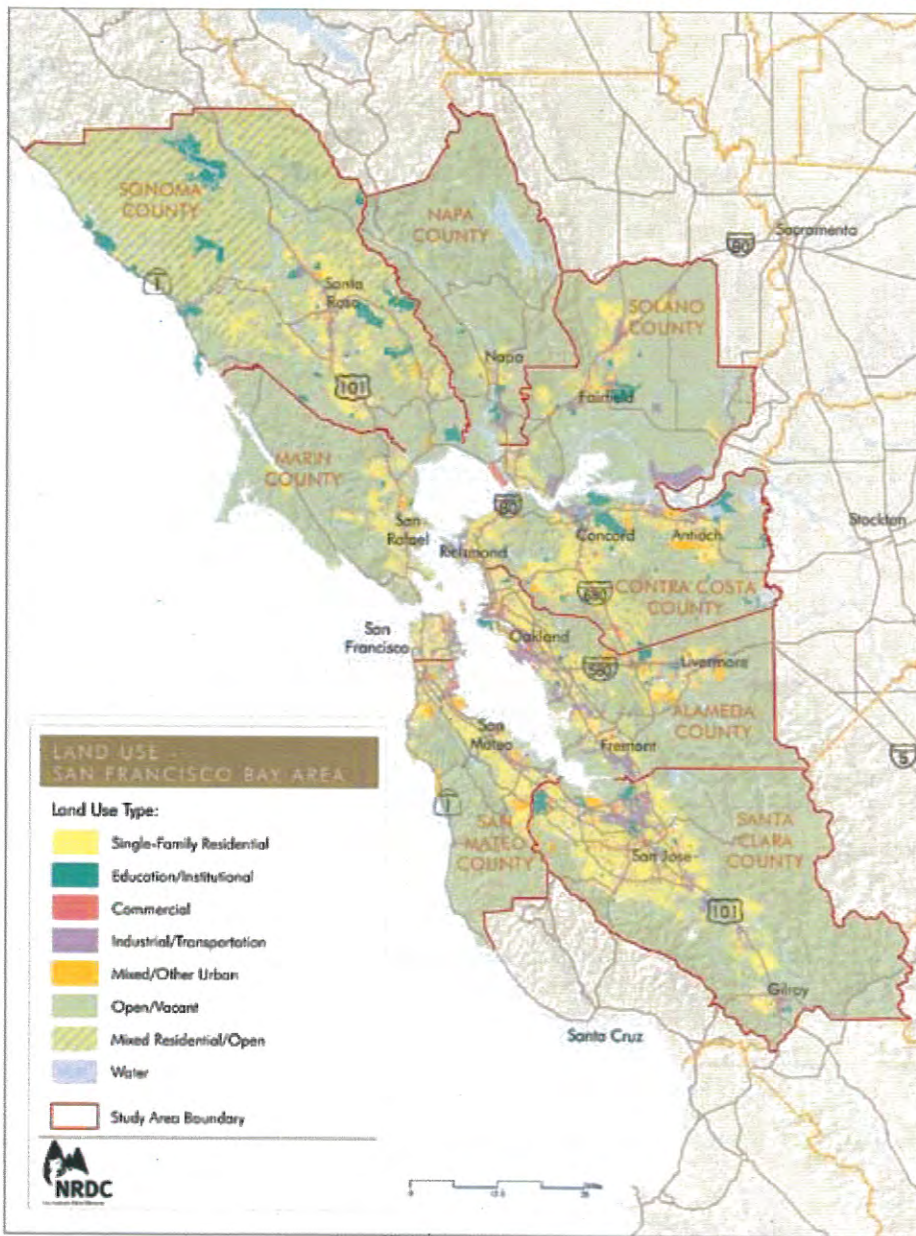 SONOMA
COUNTY
NAPA
COUNTY
Sacramento
80
1
Santa
Rosa
SOLANO
COUNTY
Napa
101
Fairfield
MARIN
COUNTY
80
San
Rafael
Richmond
Concord
Antioch
Stockton
680
CONTRA COSTA
COUNTY
San
Francisco
Oakland
580
Livermore
ALAMEDA
COUNTY
San
Mateo
Fremont
5
1
SAN
MATEO
COUNTY
SANTA
CLARA
COUNTY
San Jose
101
Gilroy
Santa Cruz
LAND USE -
SAN FRANCISCO BAY AREA
Land Use Type:
Single-Family Residential
Education/Institutional
Commercial
Industrial/Transportation
Mixed/Other Urban
Open/Vacant
Mixed Residential/Open
Water
Study Area Boundary
NRDC
0
12.5
25